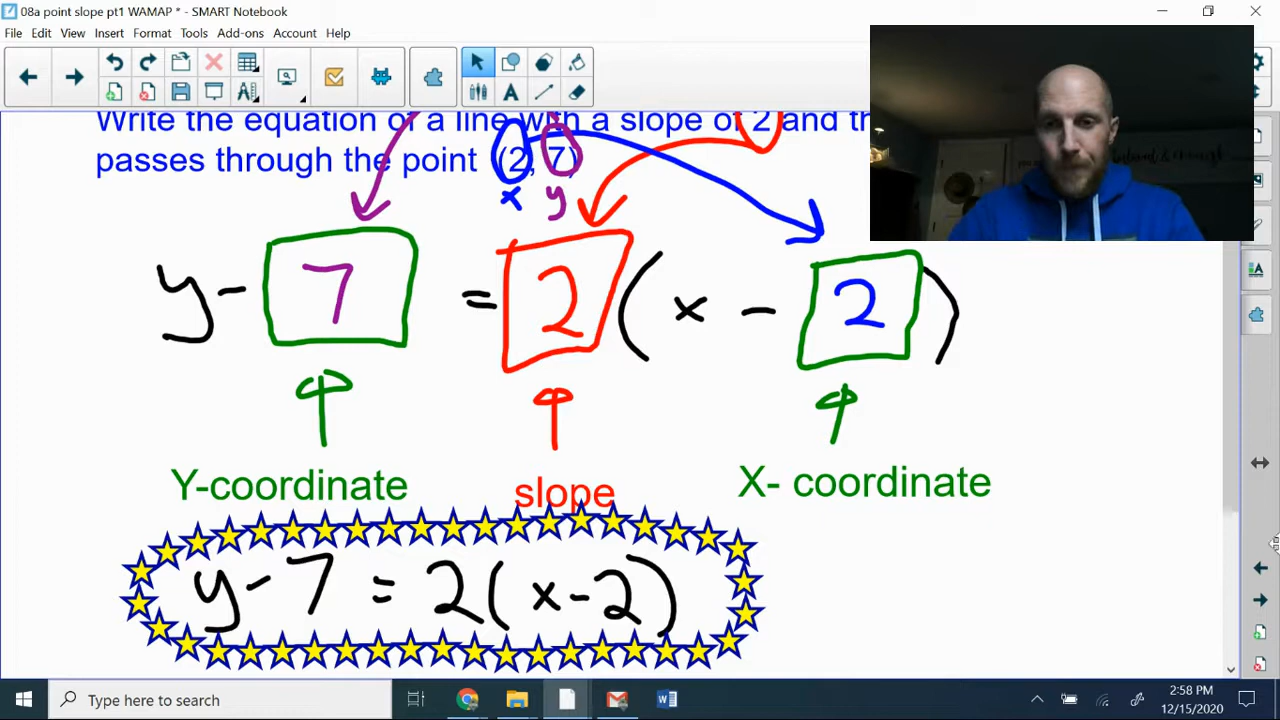 08a point slope pt1 WAMAP * - SMART Notebook
File Edit View Insert Format Tools Add-ons Account Help
Write the equation of a line with a slope of 2 and th
passes through the point (2, 7)
x y
y - 7 = 2 ( x - 2 )
Y-coordinate slope X- coordinate
y - 7 = 2 ( x - 2 )
Type here to search
2:58 PM
12/15/2020